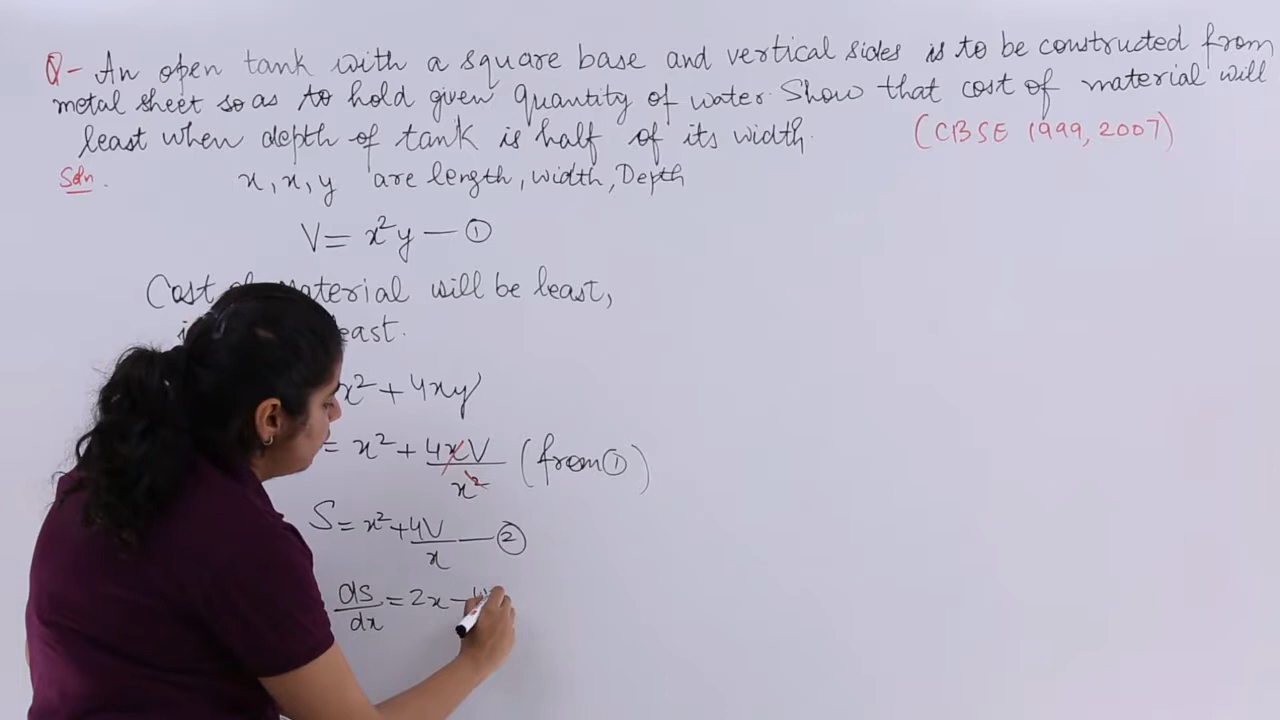 Q- An open tank with a square base and vertical sides is to be constructed from
metal sheet so as to hold given quantity of water. Show that cost of material will
least when depth of tank is half of its width. (CBSE 1999, 2007)
Soln. x, x, y are length, width, Depth
V = x²y — ①
Cost material will be least,
x² + 4xy
= x² + 4xV/x² (from ①)
S = x² + 4V/x — ②
dS/dx = 2x -